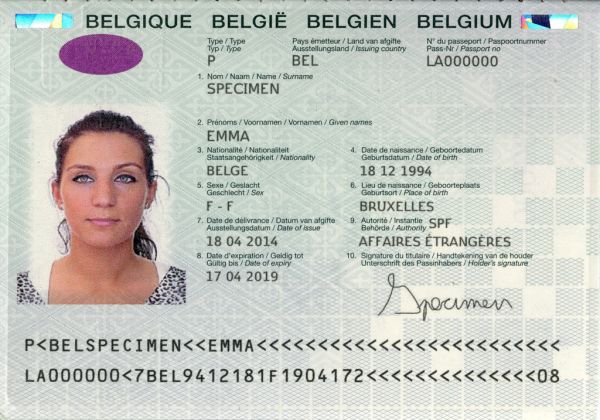 BELGIQUE BELGIË BELGIEN BELGIUM
Type / Type Pays émetteur / Land van afgifte N° du passeport / Paspoortnummer
Typ / Type Ausstellungsland / Issuing country Pass-Nr / Passport no
P BEL LA000000
1. Nom / Naam / Name / Surname
SPECIMEN
2. Prénoms / Voornamen / Vornamen / Given names
EMMA
3. Nationalité / Nationaliteit 4. Date de naissance / Geboortedatum
Staatsangehörigkeit / Nationality Geburtsdatum / Date of birth
BELGE 18 12 1994
5. Sexe / Geslacht 6. Lieu de naissance / Geboorteplaats
Geschlecht / Sex Geburtsort / Place of birth
F - F BRUXELLES
7. Date de délivrance / Datum van afgifte 9. Autorité / Instantie
Ausstellungsdatum / Date of issue Behörde / Authority SPF
18 04 2014 AFFAIRES ÉTRANGÈRES
8. Date d'expiration / Geldig tot 10. Signature du titulaire / Handtekening van de houder
Gültig bis / Date of expiry Unterschrift des Passinhabers / Holder's signature
17 04 2019
Specimen
P<BELSPECIMEN<<EMMA<<<<<<<<<<<<<<<<<<<<<<<<<
LA000000<7BEL9412181F1904172<<<<<<<<<<<<<<08